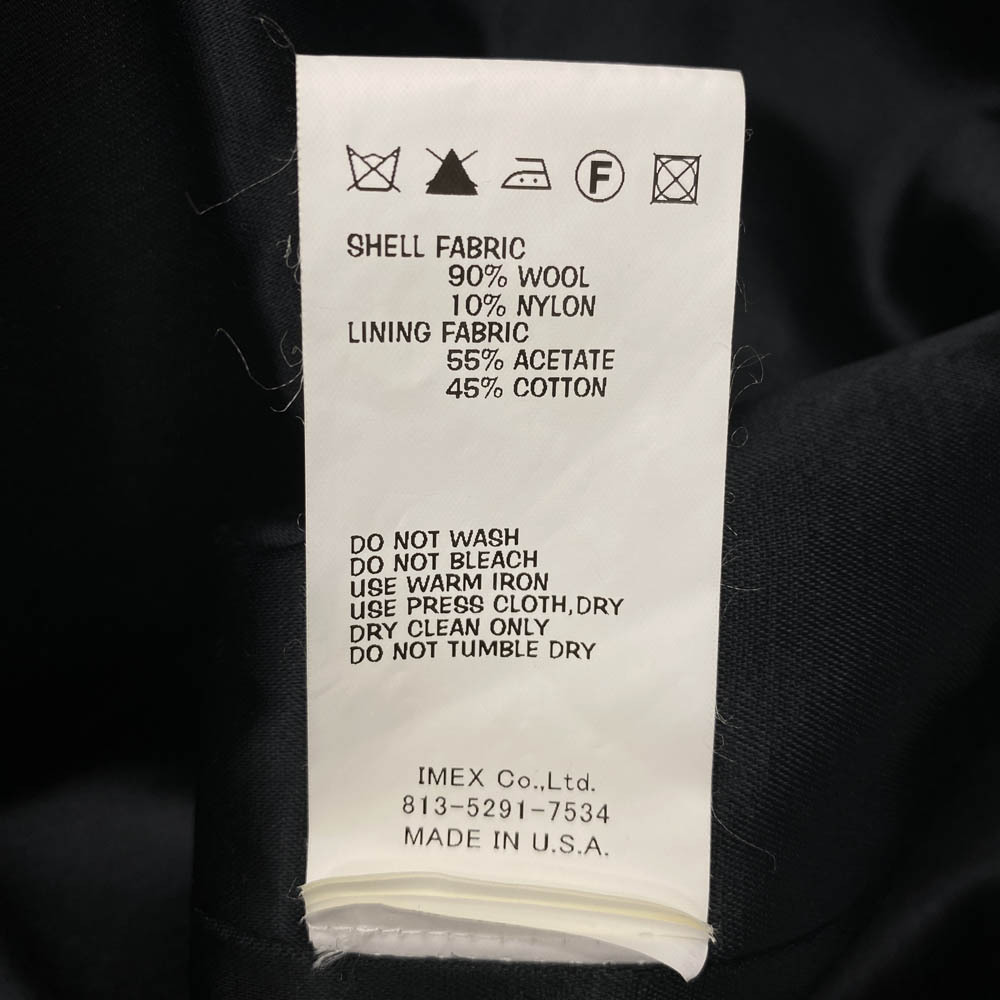 F
SHELL FABRIC
90% WOOL
10% NYLON
LINING FABRIC
55% ACETATE
45% COTTON
DO NOT WASH
DO NOT BLEACH
USE WARM IRON
USE PRESS CLOTH,DRY
DRY CLEAN ONLY
DO NOT TUMBLE DRY
IMEX Co.,Ltd.
813-5291-7534
MADE IN U.S.A.